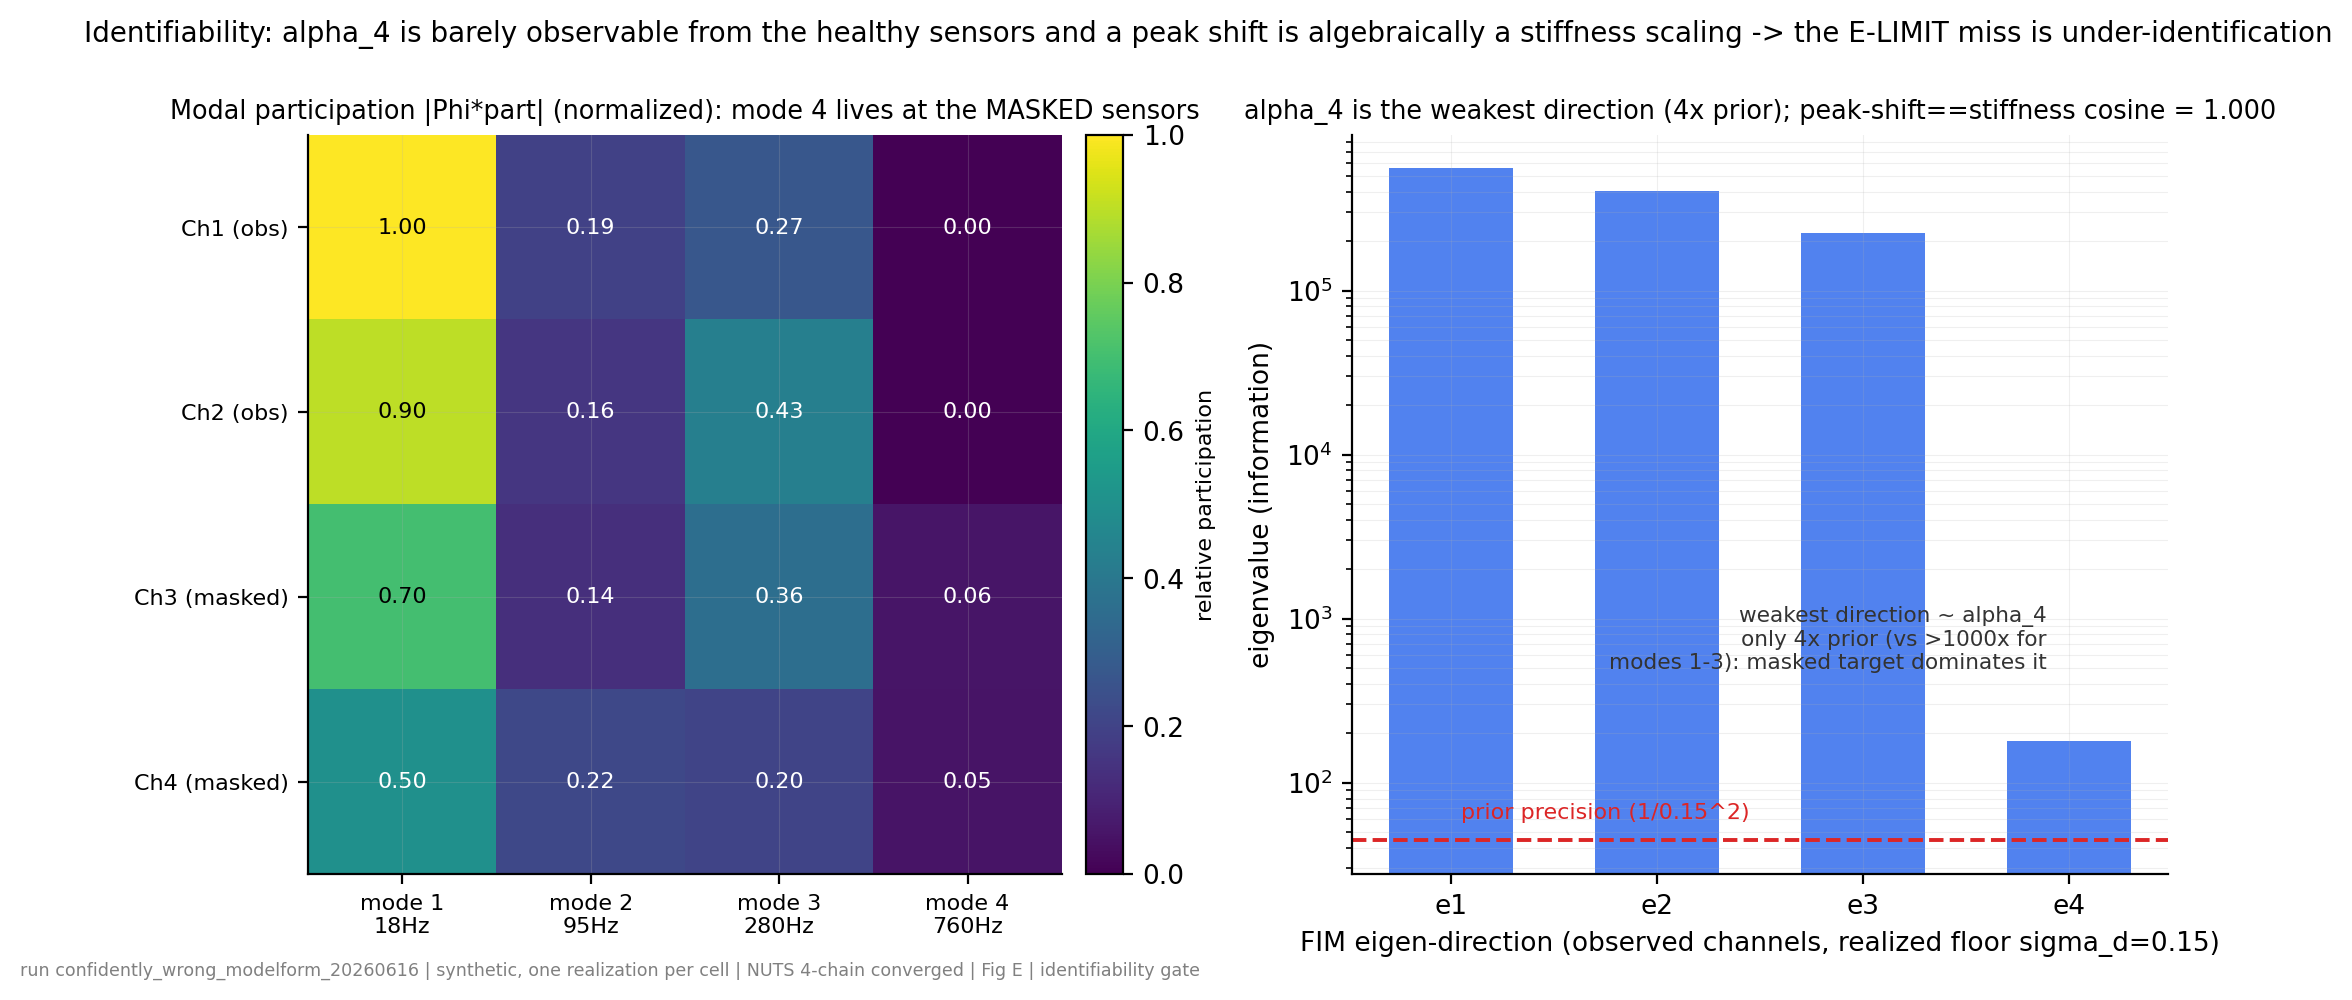 Identifiability: alpha_4 is barely observable from the healthy sensors and a peak shift is algebraically a stiffness scaling -> the E-LIMIT miss is under-identification
Modal participation |Phi*part| (normalized): mode 4 lives at the MASKED sensors
Ch1 (obs)
Ch2 (obs)
Ch3 (masked)
Ch4 (masked)
1.00 0.19 0.27 0.00
0.90 0.16 0.43 0.00
0.70 0.14 0.36 0.06
0.50 0.22 0.20 0.05
mode 1 mode 2 mode 3 mode 4
18Hz 95Hz 280Hz 760Hz
1.0
0.8
0.6
0.4
0.2
0.0
relative participation
alpha_4 is the weakest direction (4x prior); peak-shift==stiffness cosine = 1.000
eigenvalue (information)
10⁵
10⁴
10³
10²
weakest direction ~ alpha_4
only 4x prior (vs >1000x for
modes 1-3): masked target dominates it
prior precision (1/0.15^2)
e1 e2 e3 e4
FIM eigen-direction (observed channels, realized floor sigma_d=0.15)
run confidently_wrong_modelform_20260616 | synthetic, one realization per cell | NUTS 4-chain converged | Fig E | identifiability gate